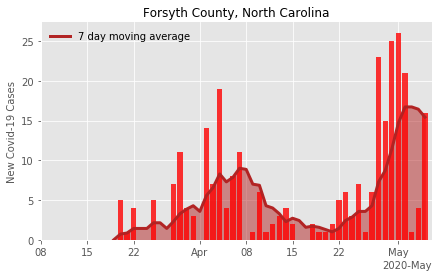 Forsyth County, North Carolina
7 day moving average
New Covid-19 Cases
25
20
15
10
5
0
08 15 22 Apr 08 15 22 May
2020-May